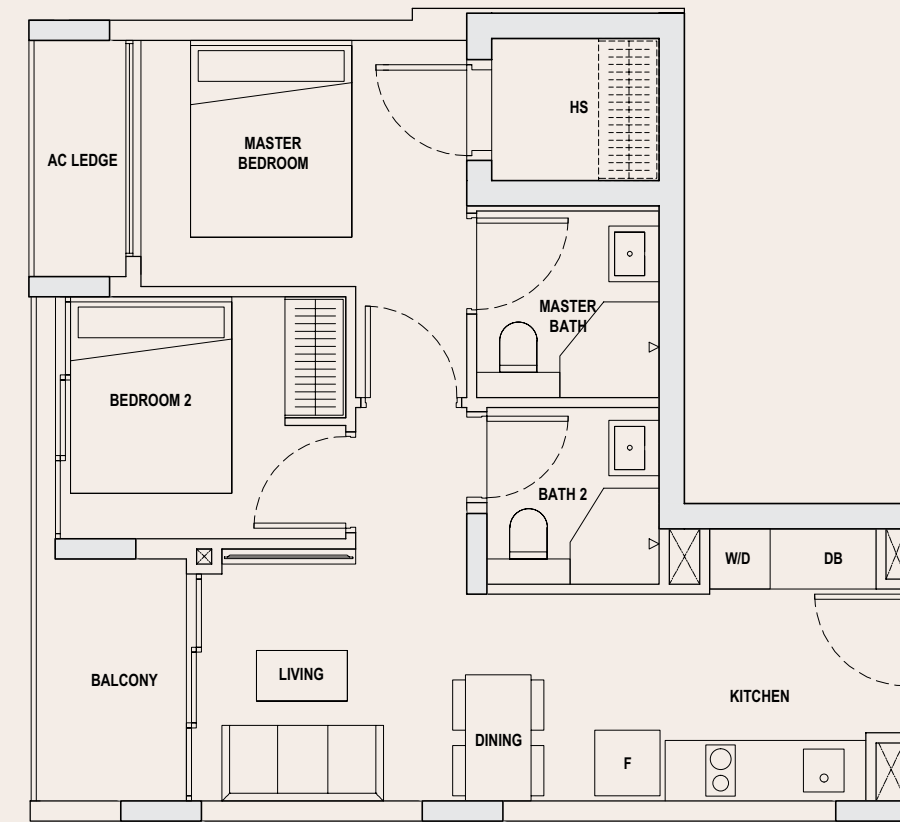 HS
AC LEDGE
MASTER
BEDROOM
MASTER
BATH
BEDROOM 2
BATH 2
W/D
DB
BALCONY
LIVING
KITCHEN
DINING
F